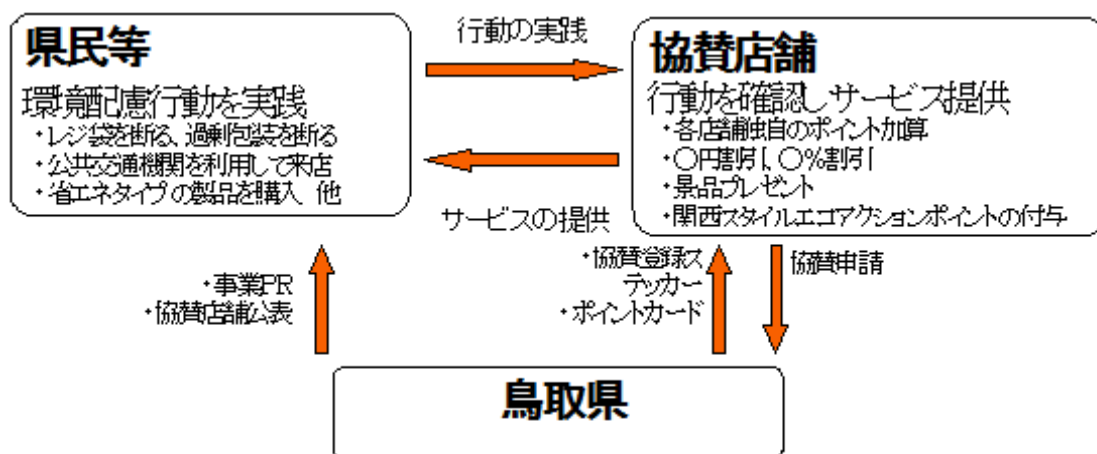 県民等
環境配慮行動を実践
・レジ袋を断る、過剰包装を断る
・公共交通機関を利用して来店
・省エネタイプの製品を購入 他
行動の実践
サービスの提供
協賛店舗
行動を確認しサービス提供
・各店舗独自のポイント加算
・〇円割引、〇%割引
・景品プレゼント
・関西スタイルエコアクションポイントの付与
・事業PR
・協賛店舗公表
・協賛登録ス
テッカー
・ポイントカード
協賛申請
鳥取県